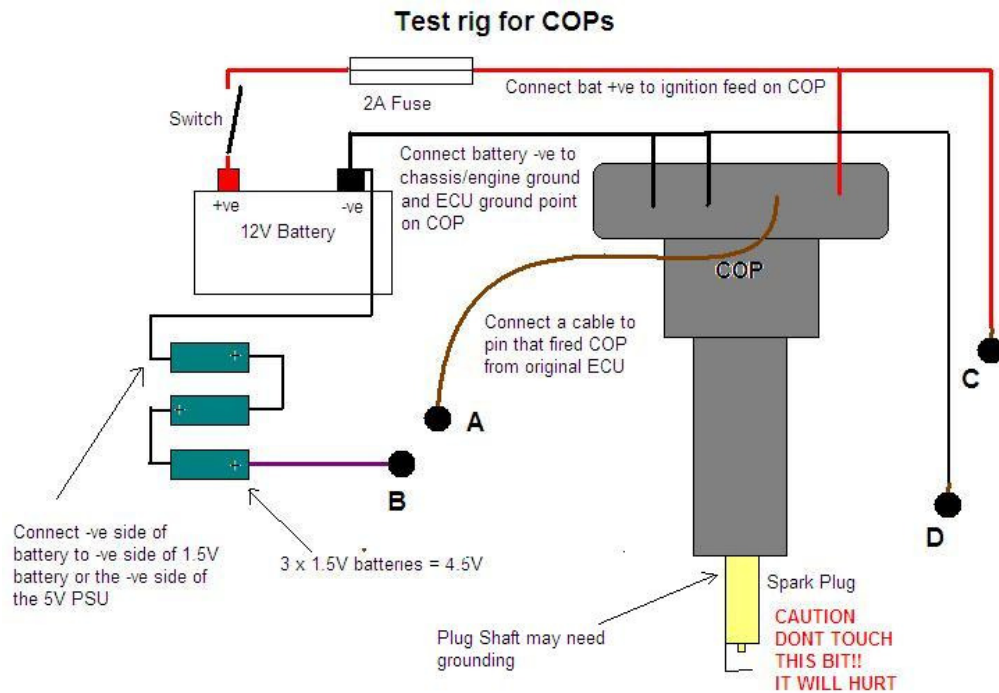 Test rig for COPs
Connect bat +ve to ignition feed on COP
2A Fuse
Switch
Connect battery -ve to
chassis/engine ground
and ECU ground point
on COP
+ve
-ve
12V Battery
COP
Connect a cable to
pin that fired COP
from original ECU
C
A
B
D
Connect -ve side of
battery to -ve side of 1.5V
battery or the -ve side of
the 5V PSU
3 x 1.5V batteries = 4.5V
Spark Plug
Plug Shaft may need
grounding
CAUTION
DONT TOUCH
THIS BIT!!
IT WILL HURT
+
+
+